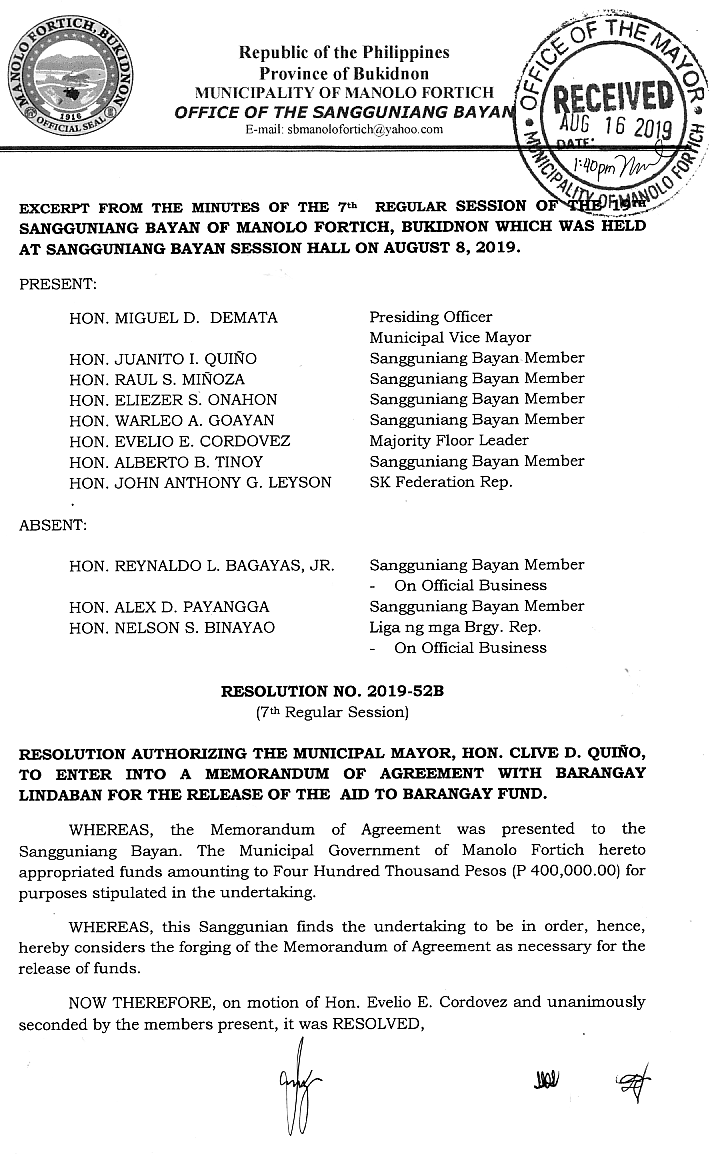 MANOLO FORTICH, BUKIDNON
1916
OFFICIAL SEAL
Republic of the Philippines
Province of Bukidnon
MUNICIPALITY OF MANOLO FORTICH
OFFICE OF THE SANGGUNIANG BAYAN
E-mail: sbmanolofortich@yahoo.com
OFFICE OF THE MAYOR
RECEIVED
AUG 16 2019
DATE:
1:40pm
MUNICIPALITY OF MANOLO FORTICH
EXCERPT FROM THE MINUTES OF THE 7th REGULAR SESSION OF THE 19TH
SANGGUNIANG BAYAN OF MANOLO FORTICH, BUKIDNON WHICH WAS HELD
AT SANGGUNIANG BAYAN SESSION HALL ON AUGUST 8, 2019.
PRESENT:
HON. MIGUEL D. DEMATA Presiding Officer
Municipal Vice Mayor
HON. JUANITO I. QUIÑO Sangguniang Bayan Member
HON. RAUL S. MIÑOZA Sangguniang Bayan Member
HON. ELIEZER S. ONAHON Sangguniang Bayan Member
HON. WARLEO A. GOAYAN Sangguniang Bayan Member
HON. EVELIO E. CORDOVEZ Majority Floor Leader
HON. ALBERTO B. TINOY Sangguniang Bayan Member
HON. JOHN ANTHONY G. LEYSON SK Federation Rep.
ABSENT:
HON. REYNALDO L. BAGAYAS, JR. Sangguniang Bayan Member
- On Official Business
HON. ALEX D. PAYANGGA Sangguniang Bayan Member
HON. NELSON S. BINAYAO Liga ng mga Brgy. Rep.
- On Official Business
RESOLUTION NO. 2019-52B
(7th Regular Session)
RESOLUTION AUTHORIZING THE MUNICIPAL MAYOR, HON. CLIVE D. QUIÑO,
TO ENTER INTO A MEMORANDUM OF AGREEMENT WITH BARANGAY
LINDABAN FOR THE RELEASE OF THE AID TO BARANGAY FUND.
WHEREAS, the Memorandum of Agreement was presented to the
Sangguniang Bayan. The Municipal Government of Manolo Fortich hereto
appropriated funds amounting to Four Hundred Thousand Pesos (P 400,000.00) for
purposes stipulated in the undertaking.
WHEREAS, this Sanggunian finds the undertaking to be in order, hence,
hereby considers the forging of the Memorandum of Agreement as necessary for the
release of funds.
NOW THEREFORE, on motion of Hon. Evelio E. Cordovez and unanimously
seconded by the members present, it was RESOLVED,